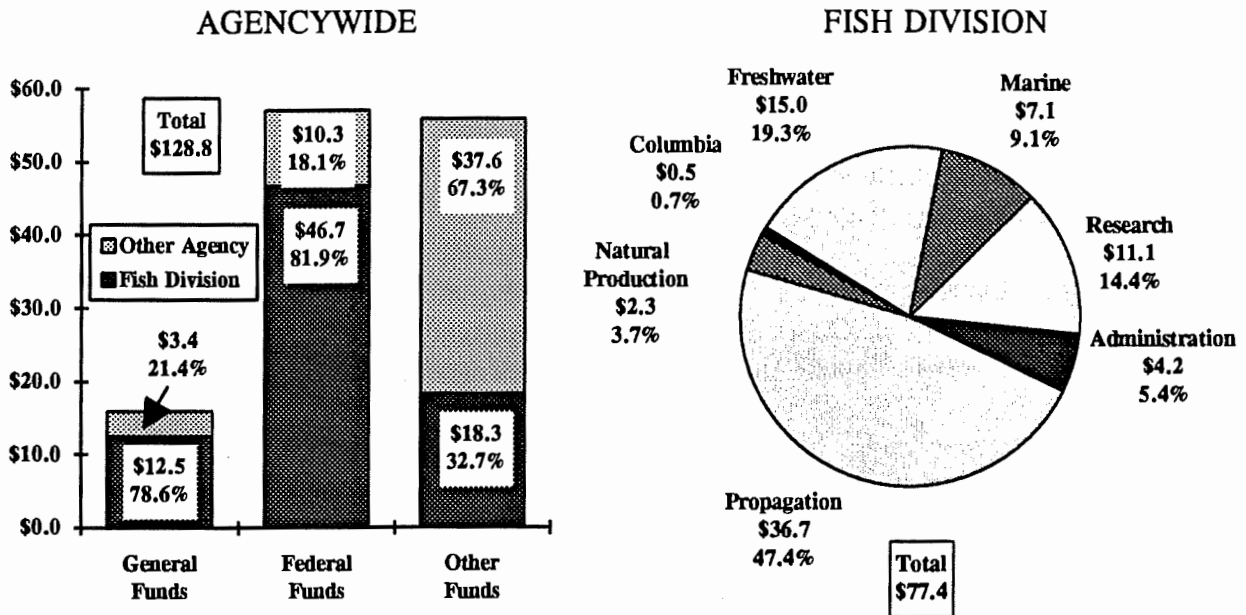 AGENCYWIDE
$60.0
$50.0
$40.0
$30.0
$20.0
$10.0
$0.0
Total
$128.8
Other Agency
Fish Division
$3.4
21.4%
$12.5
78.6%
$10.3
18.1%
$46.7
81.9%
$37.6
67.3%
$18.3
32.7%
General
Funds
Federal
Funds
Other
Funds
FISH DIVISION
Freshwater
$15.0
19.3%
Marine
$7.1
9.1%
Columbia
$0.5
0.7%
Research
$11.1
14.4%
Natural
Production
$2.3
3.7%
Administration
$4.2
5.4%
Propagation
$36.7
47.4%
Total
$77.4